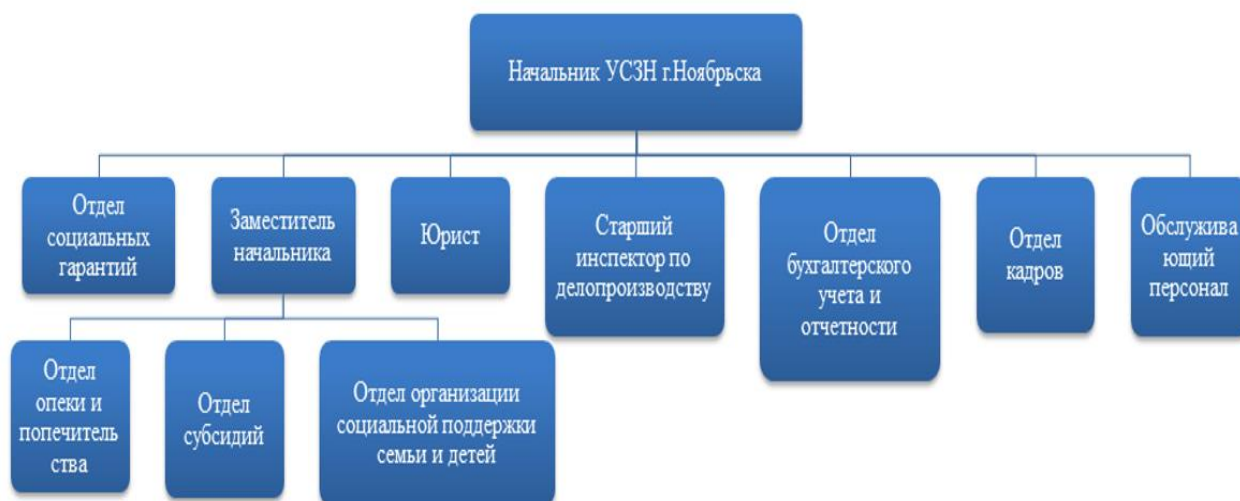 Начальник УСЗН г.Ноябрьска
Отдел
социальных
гарантий
Заместитель
начальника
Юрист
Старший
инспектор по
делопроизводству
Отдел
бухгалтерского
учета и
отчетности
Отдел
кадров
Обслужива
ющий
персонал
Отдел
опеки и
попечитель
ства
Отдел
субсидий
Отдел организации
социальной поддержки
семьи и детей